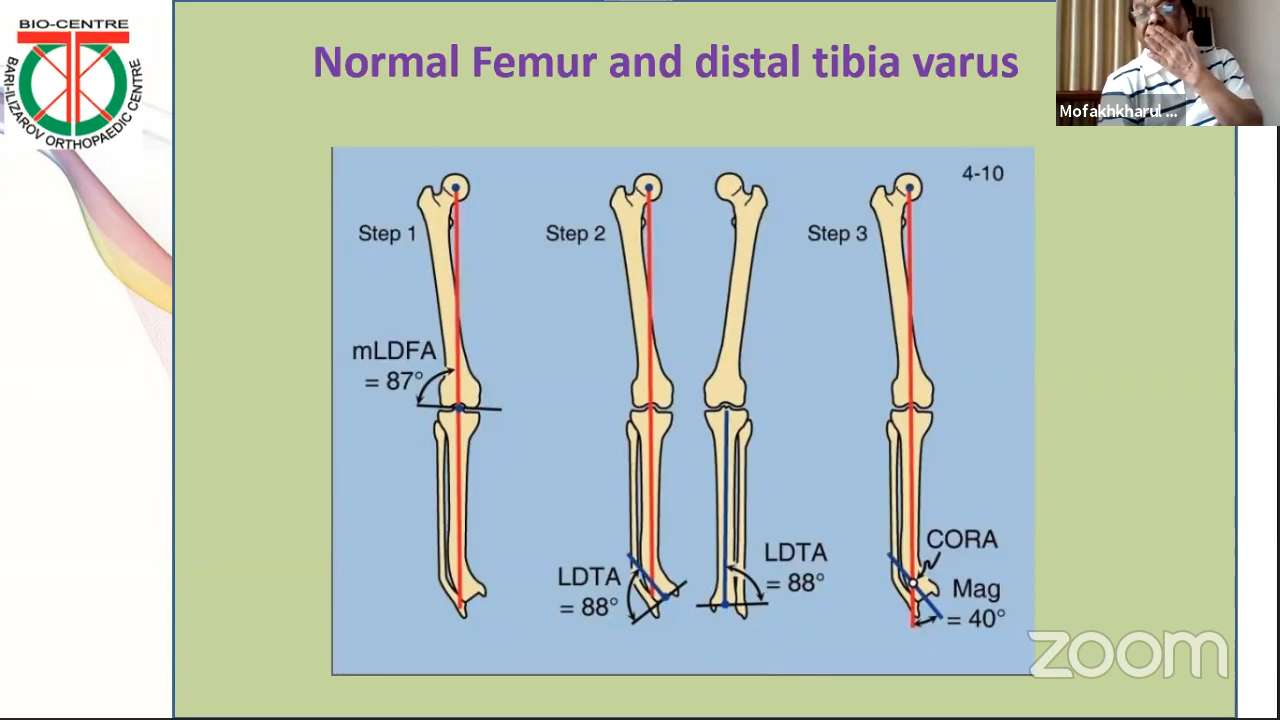 BIO-CENTRE
BARI-ILIZAROV ORTHOPAEDIC CENTRE
Normal Femur and distal tibia varus
Mofakhkharul ...
4-10
Step 1
Step 2
Step 3
mLDFA
= 87°
LDTA
= 88°
LDTA
= 88°
CORA
Mag
= 40°
zoom